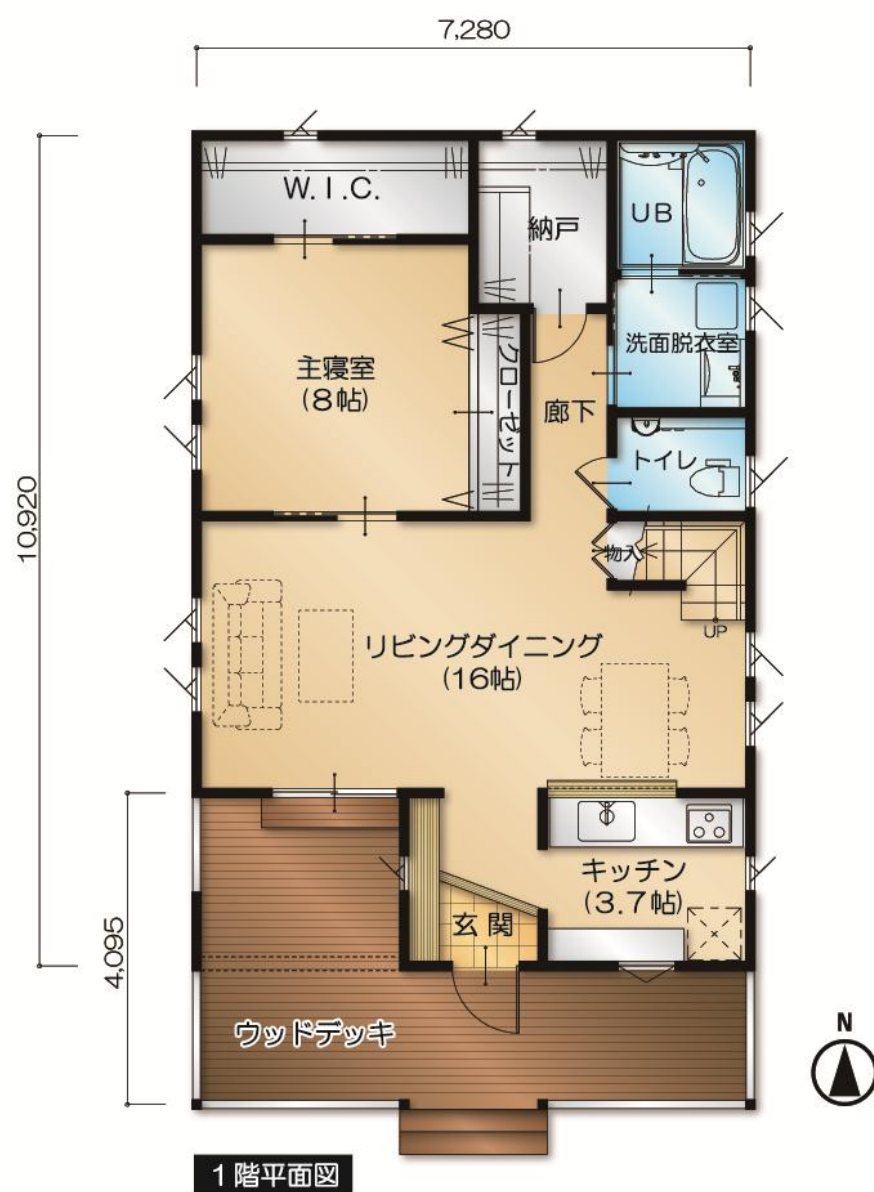 7,280
W.I.C.
納戸
UB
洗面脱衣室
主寝室
(8帖)
クローゼット
廊下
トイレ
10,920
物入
UP
リビングダイニング
(16帖)
キッチン
(3.7帖)
玄関
4,095
ウッドデッキ
N
1階平面図